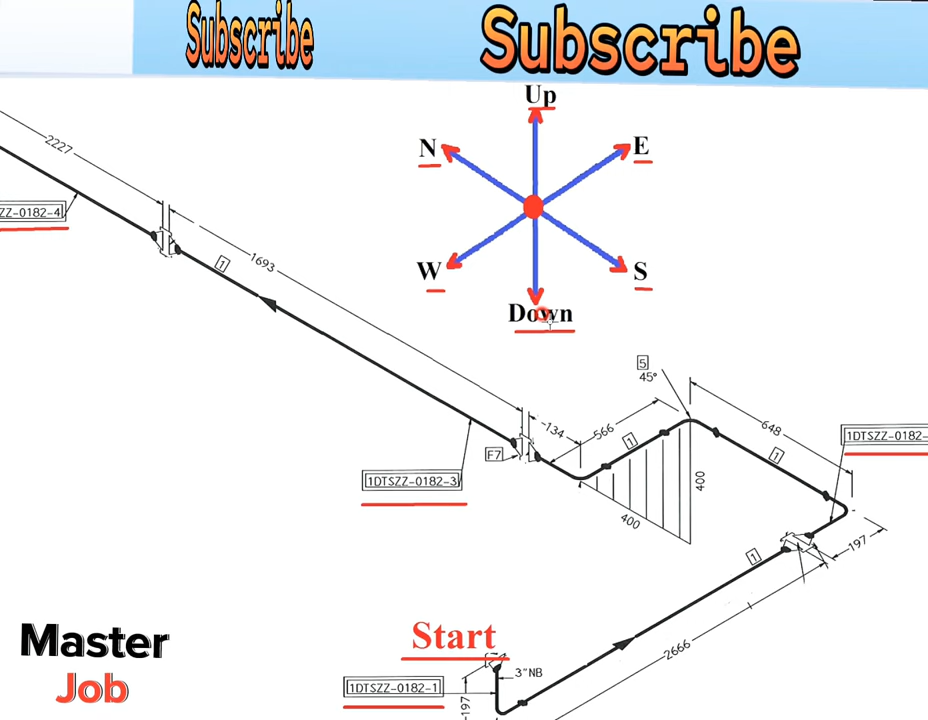 Subscribe
Subscribe
Up
N
E
W
S
Down
2227
ZZ-0182-4
1
1693
5
45°
134
566
1
648
1
1DTSZZ-0182-
F7
1DTSZZ-0182-3
400
400
197
1
Start
2666
3"NB
1DTSZZ-0182-1
197
Master
Job